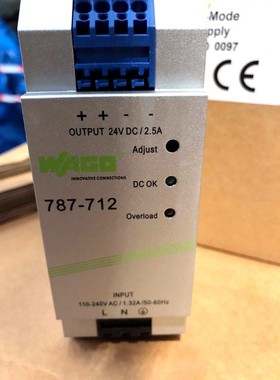 -Mode
pply
0097
CE
+ + - -
OUTPUT 24V DC / 2.5A
Adjust
WAGO
INNOVATIVE CONNECTIONS
DC OK
787-712
Overload
INPUT
110-240V AC / 1.32A /50-60Hz
L N